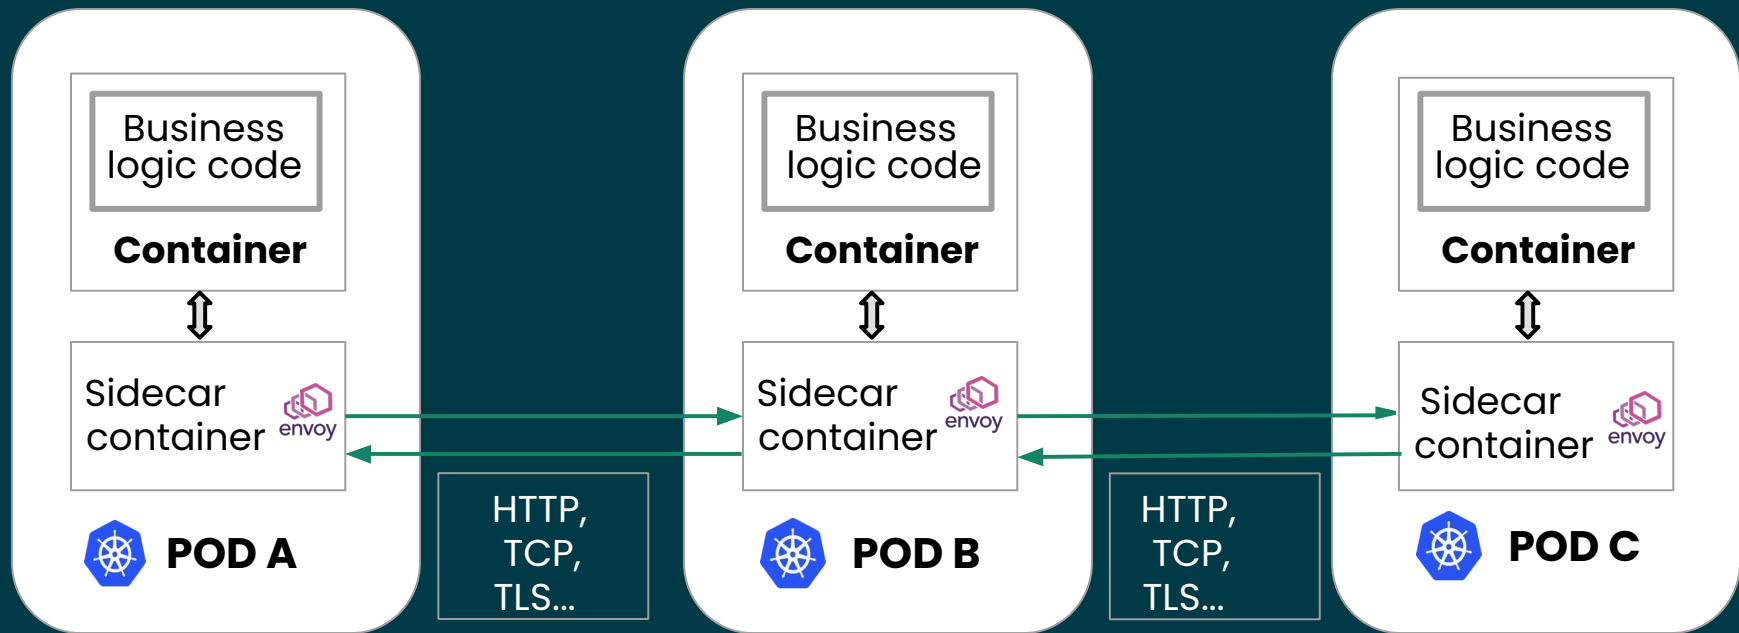 Business
logic code
Container
Sidecar
container
envoy
POD A
HTTP,
TCP,
TLS...
Business
logic code
Container
Sidecar
container
envoy
POD B
HTTP,
TCP,
TLS...
Business
logic code
Container
Sidecar
container
envoy
POD C